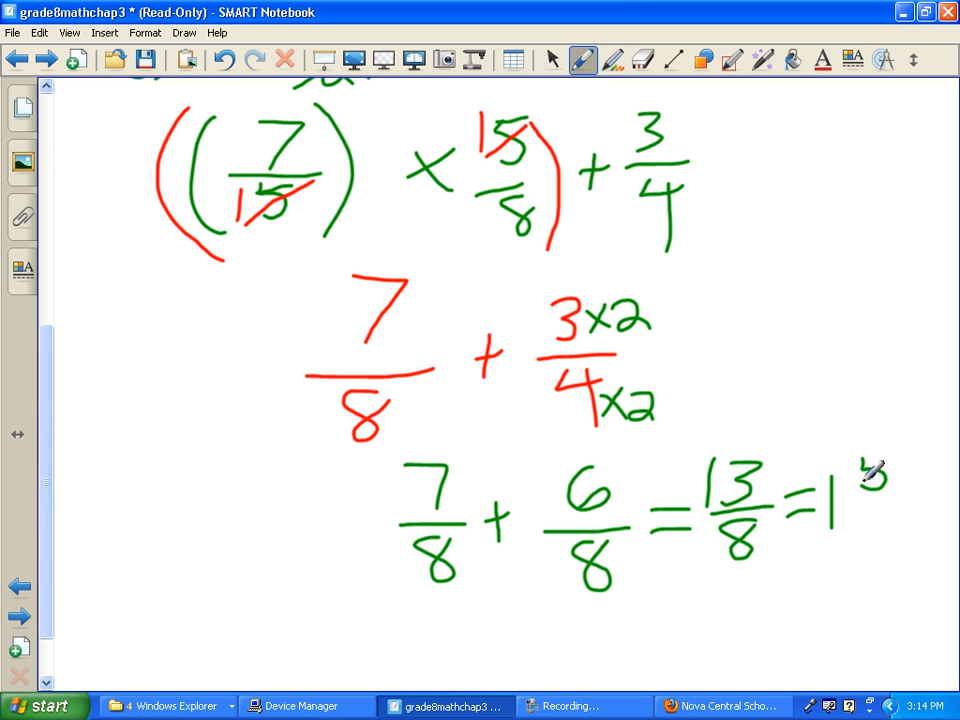 grade8mathchap3 * (Read-Only) - SMART Notebook
File Edit View Insert Format Draw Help
((7/15) × 15/8) + 3/4
1 1
7/8 + 3×2/4×2
7/8 + 6/8 = 13/8 = 1 5
start 4 Windows Explorer Device Manager grade8mathchap3 ... Recording... Nova Central Scho... 3:14 PM